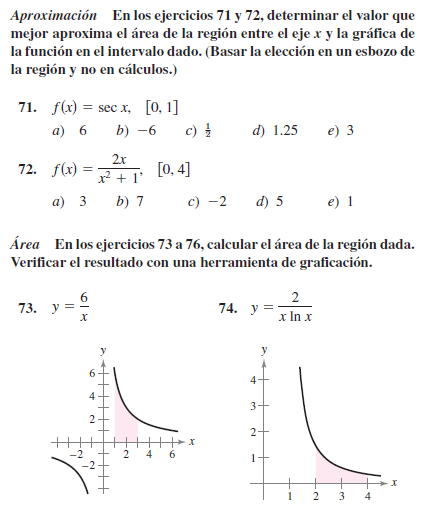 Aproximación En los ejercicios 71 y 72, determinar el valor que
mejor aproxima el área de la región entre el eje x y la gráfica de
la función en el intervalo dado. (Basar la elección en un esbozo de
la región y no en cálculos.)
71. f(x) = sec x, [0, 1]
a) 6 b) −6 c) 1/2 d) 1.25 e) 3
72. f(x) = 2x/(x² + 1), [0, 4]
a) 3 b) 7 c) −2 d) 5 e) 1
Área En los ejercicios 73 a 76, calcular el área de la región dada.
Verificar el resultado con una herramienta de graficación.
73. y = 6/x 74. y = 2/(x ln x)
y y
6 4
4 3
2 2
−2 2 4 6 x 1
−2 x
1 2 3 4